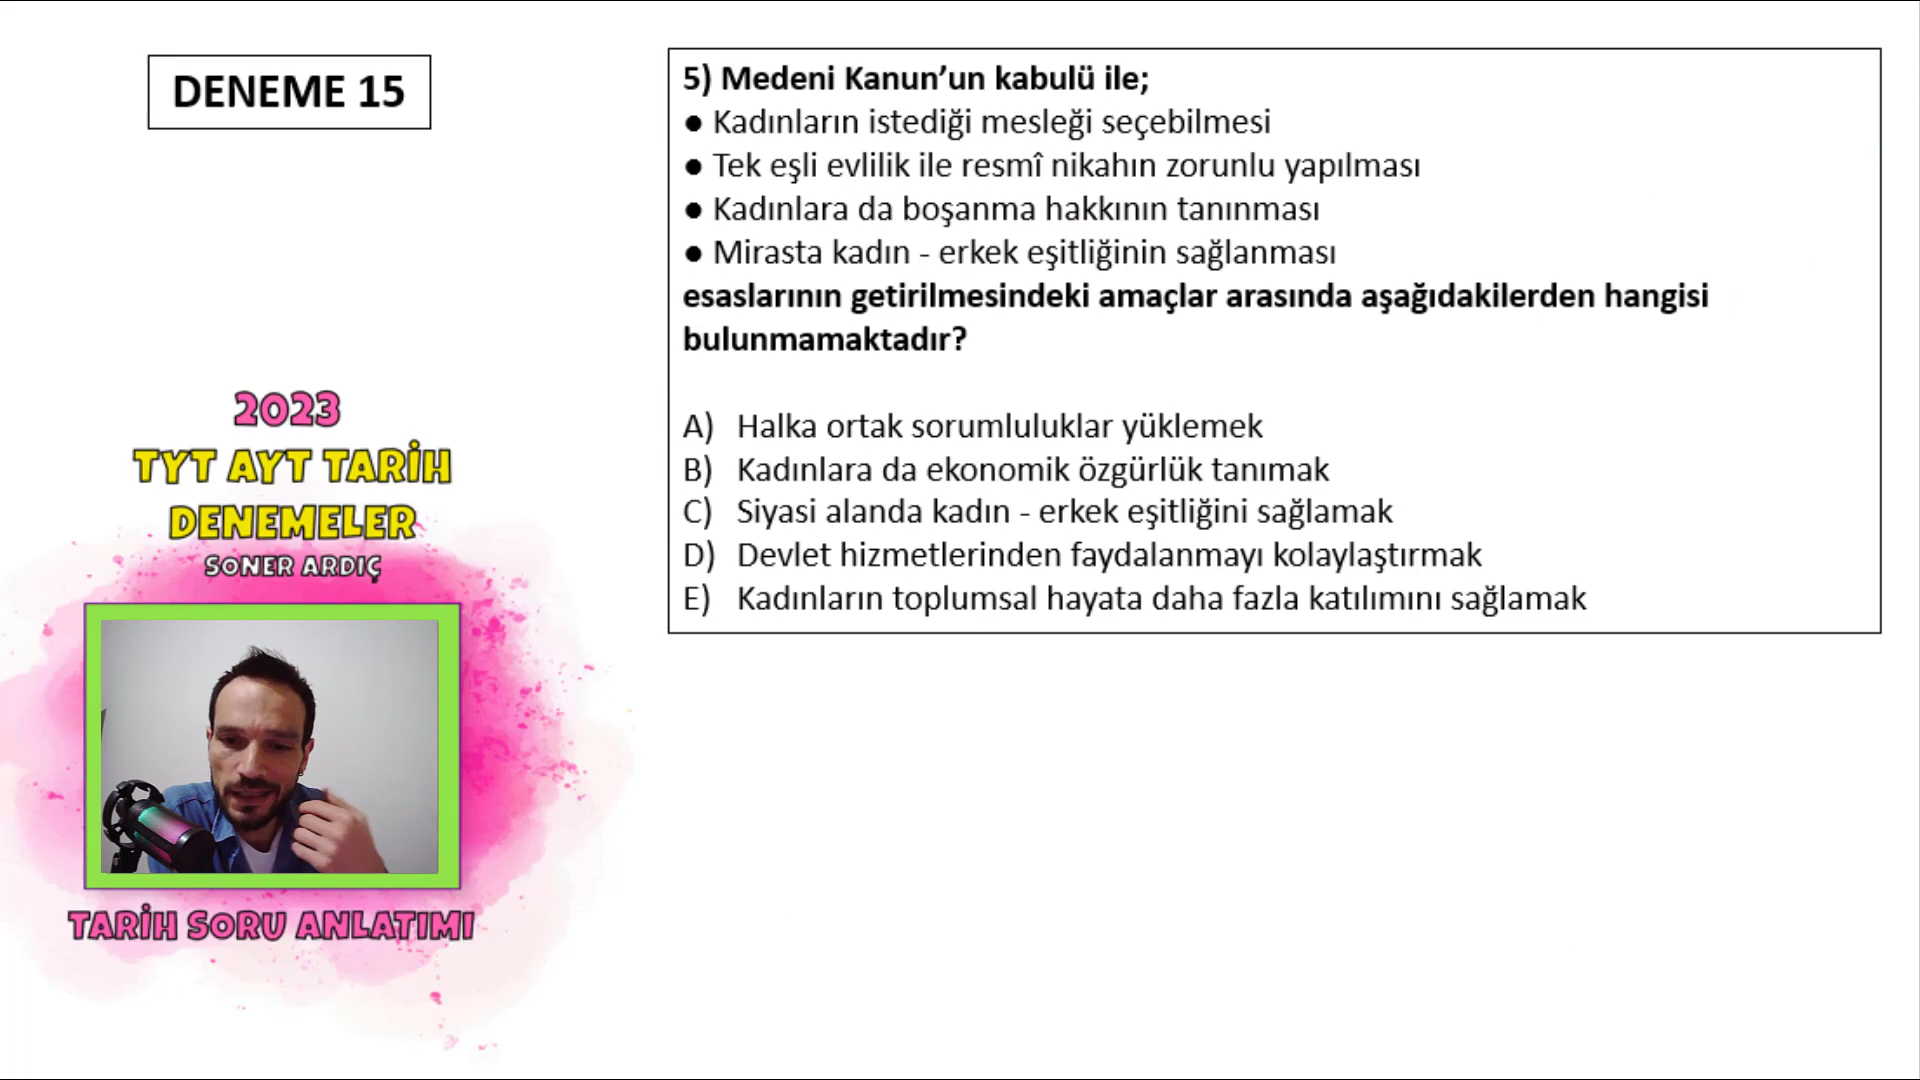 DENEME 15
5) Medeni Kanun’un kabulü ile;
● Kadınların istediği mesleği seçebilmesi
● Tek eşli evlilik ile resmî nikahın zorunlu yapılması
● Kadınlara da boşanma hakkının tanınması
● Mirasta kadın - erkek eşitliğinin sağlanması
esaslarının getirilmesindeki amaçlar arasında aşağıdakilerden hangisi
bulunmamaktadır?
A) Halka ortak sorumluluklar yüklemek
B) Kadınlara da ekonomik özgürlük tanımak
C) Siyasi alanda kadın - erkek eşitliğini sağlamak
D) Devlet hizmetlerinden faydalanmayı kolaylaştırmak
E) Kadınların toplumsal hayata daha fazla katılımını sağlamak
2023
TYT AYT TARİH
DENEMELER
SONER ARDIÇ
TARİH SORU ANLATIMI